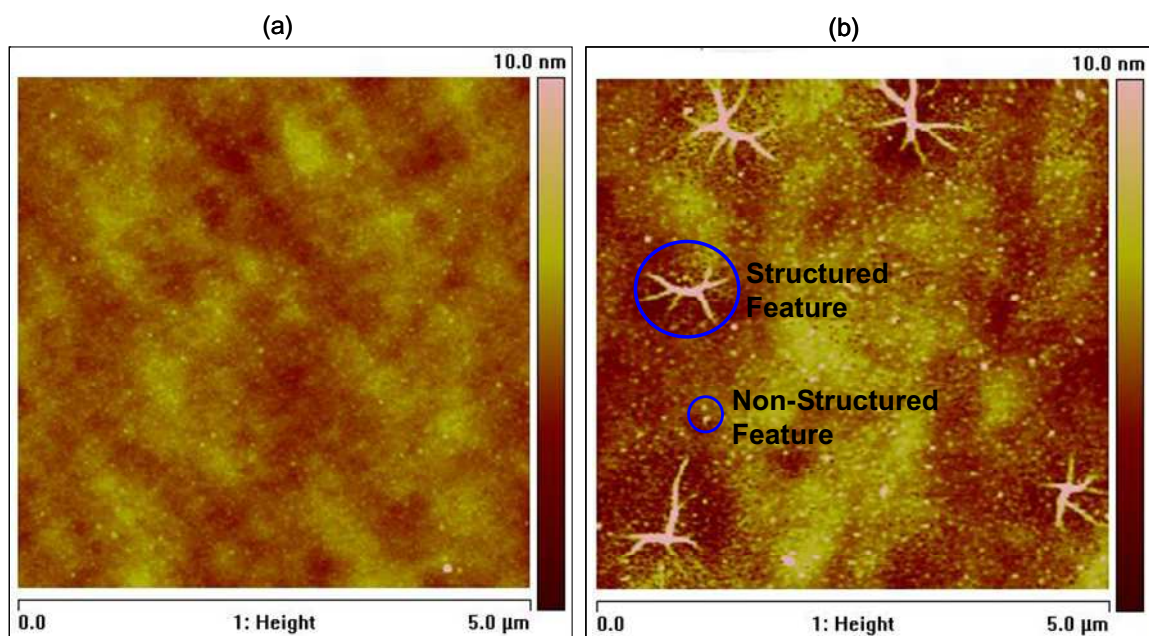 (a)
10.0 nm
0.0 1: Height 5.0 µm
(b)
10.0 nm
Structured
Feature
Non-Structured
Feature
0.0 1: Height 5.0 µm